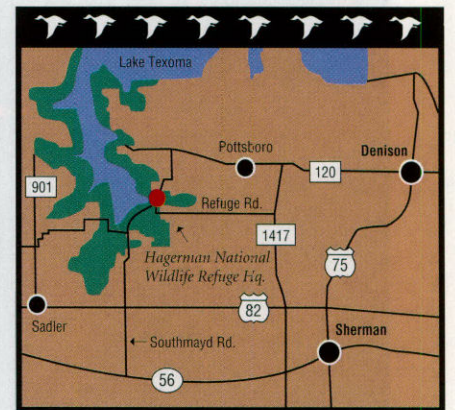 Lake Texoma
Pottsboro
Denison
120
901
Refuge Rd.
1417
Hagerman National
Wildlife Refuge Hq.
75
82
Sadler
Southmayd Rd.
Sherman
56